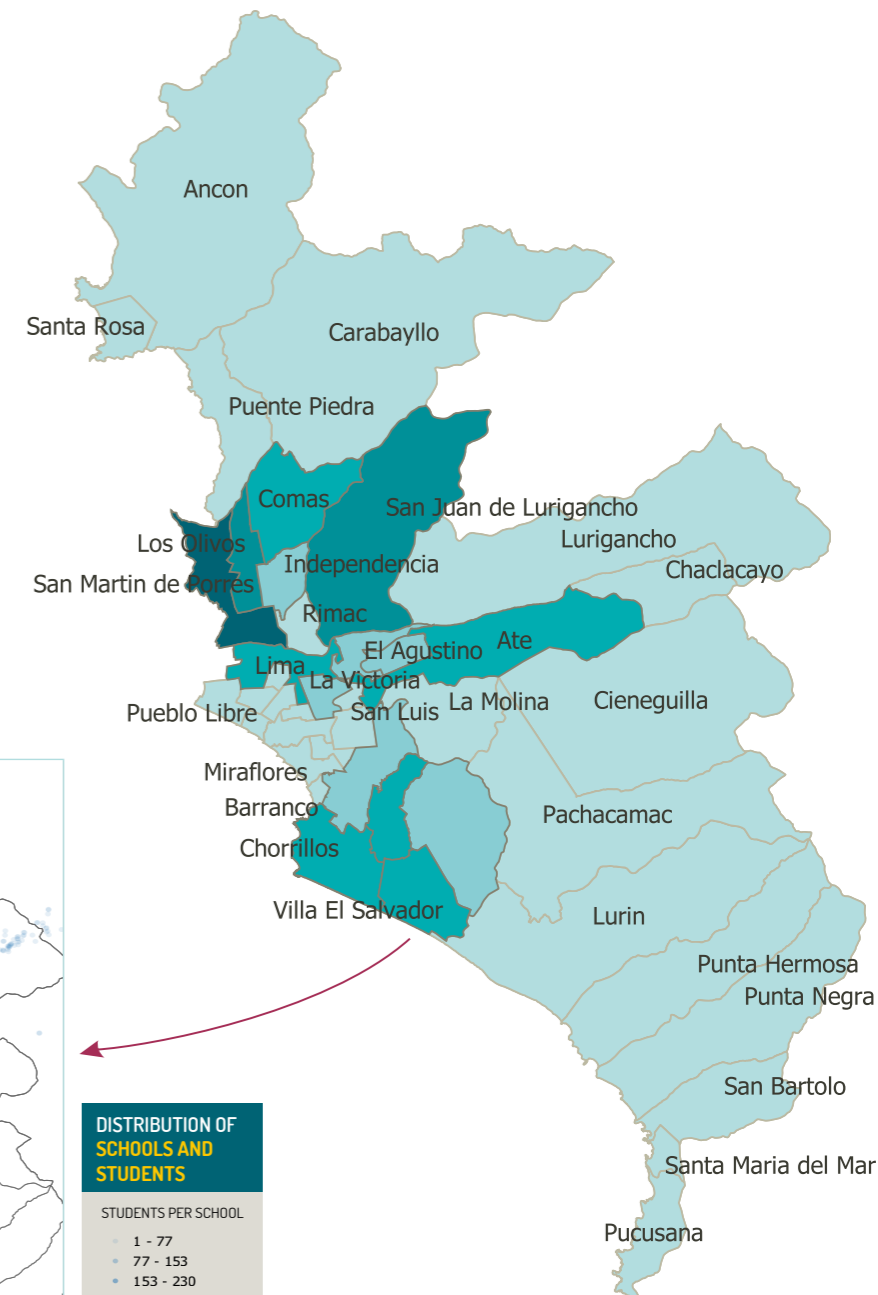 Ancon
Santa Rosa
Carabayllo
Puente Piedra
Comas
San Juan de Lurigancho
Los Olivos
Lurigancho
Independencia
Chaclacayo
San Martin de Porres
Rimac
Ate
El Agustino
Lima
La Victoria
La Molina
Cieneguilla
Pueblo Libre
San Luis
Miraflores
Barranco
Pachacamac
Chorrillos
Villa El Salvador
Lurin
Punta Hermosa
Punta Negra
San Bartolo
Santa Maria del Mar
Pucusana
DISTRIBUTION OF
SCHOOLS AND
STUDENTS
STUDENTS PER SCHOOL
1 - 77
77 - 153
153 - 230